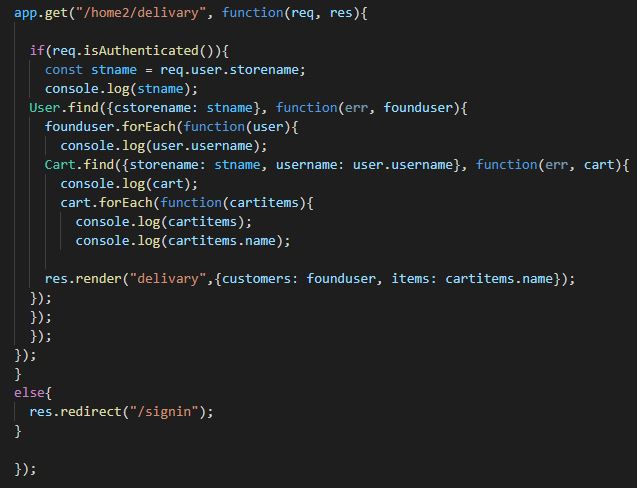 app.get("/home2/delivary", function(req, res){
if(req.isAuthenticated()){
const stname = req.user.storename;
console.log(stname);
User.find({cstorename: stname}, function(err, founduser){
founduser.forEach(function(user){
console.log(user.username);
Cart.find({storename: stname, username: user.username}, function(err, cart){
console.log(cart);
cart.forEach(function(cartitems){
console.log(cartitems);
console.log(cartitems.name);
res.render("delivary",{customers: founduser, items: cartitems.name});
});
});
});
});
}
else{
res.redirect("/signin");
}
});